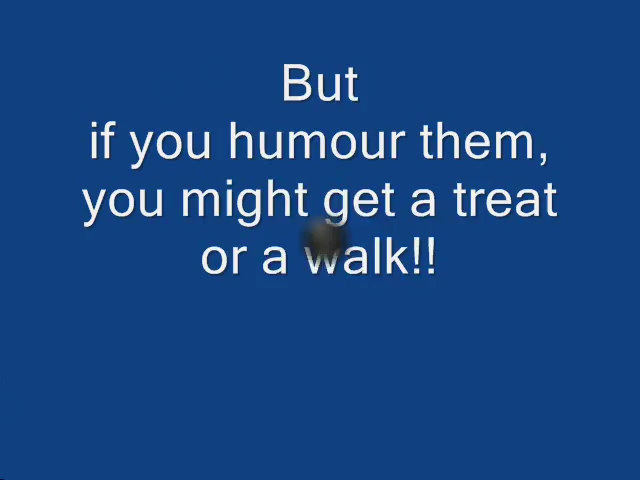 But
if you humour them,
you might get a treat
or a walk!!